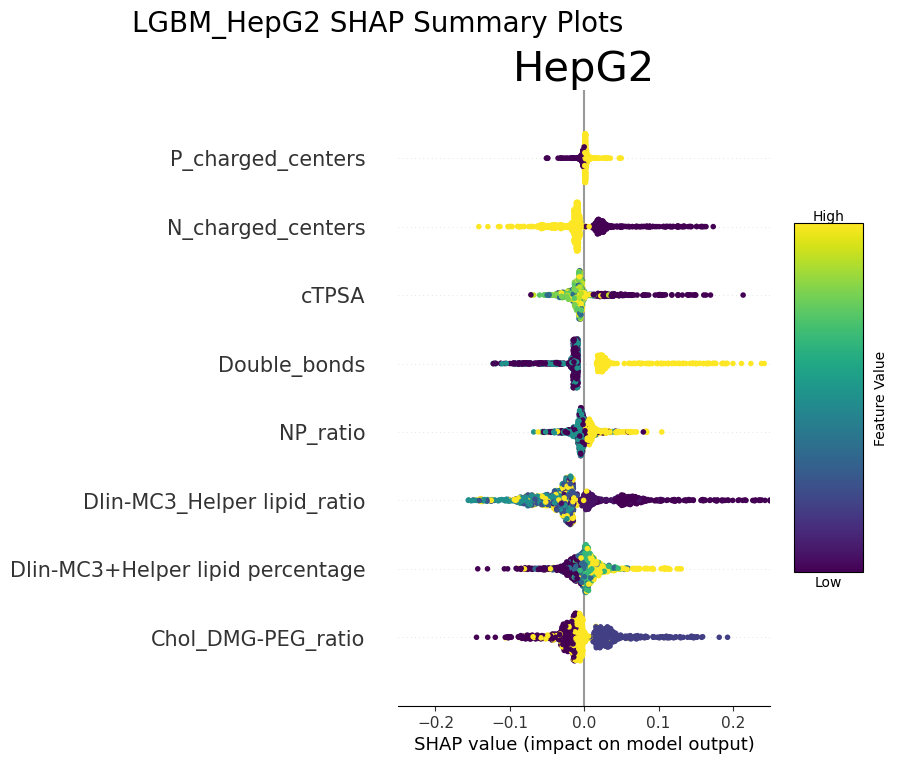 LGBM_HepG2 SHAP Summary Plots
HepG2
P_charged_centers
N_charged_centers
cTPSA
Double_bonds
NP_ratio
Dlin-MC3_Helper lipid_ratio
Dlin-MC3+Helper lipid percentage
Chol_DMG-PEG_ratio
−0.2 −0.1 0.0 0.1 0.2
SHAP value (impact on model output)
High
Feature Value
Low